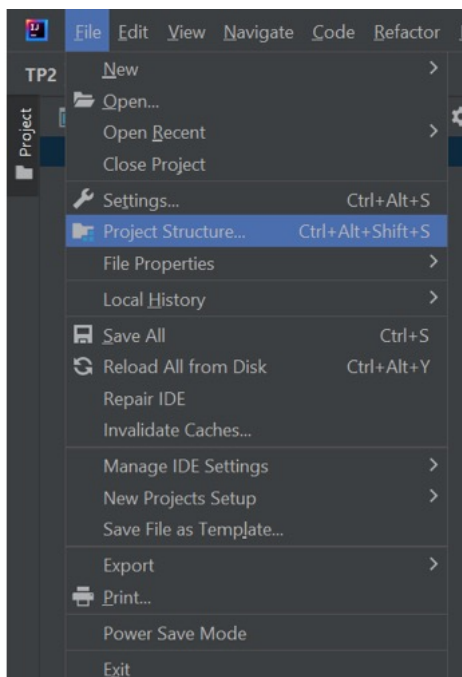 IJ
File Edit View Navigate Code Refactor
TP2
Project
New
Open...
Open Recent
Close Project
Settings... Ctrl+Alt+S
Project Structure... Ctrl+Alt+Shift+S
File Properties
Local History
Save All Ctrl+S
Reload All from Disk Ctrl+Alt+Y
Repair IDE
Invalidate Caches...
Manage IDE Settings
New Projects Setup
Save File as Template...
Export
Print...
Power Save Mode
Exit